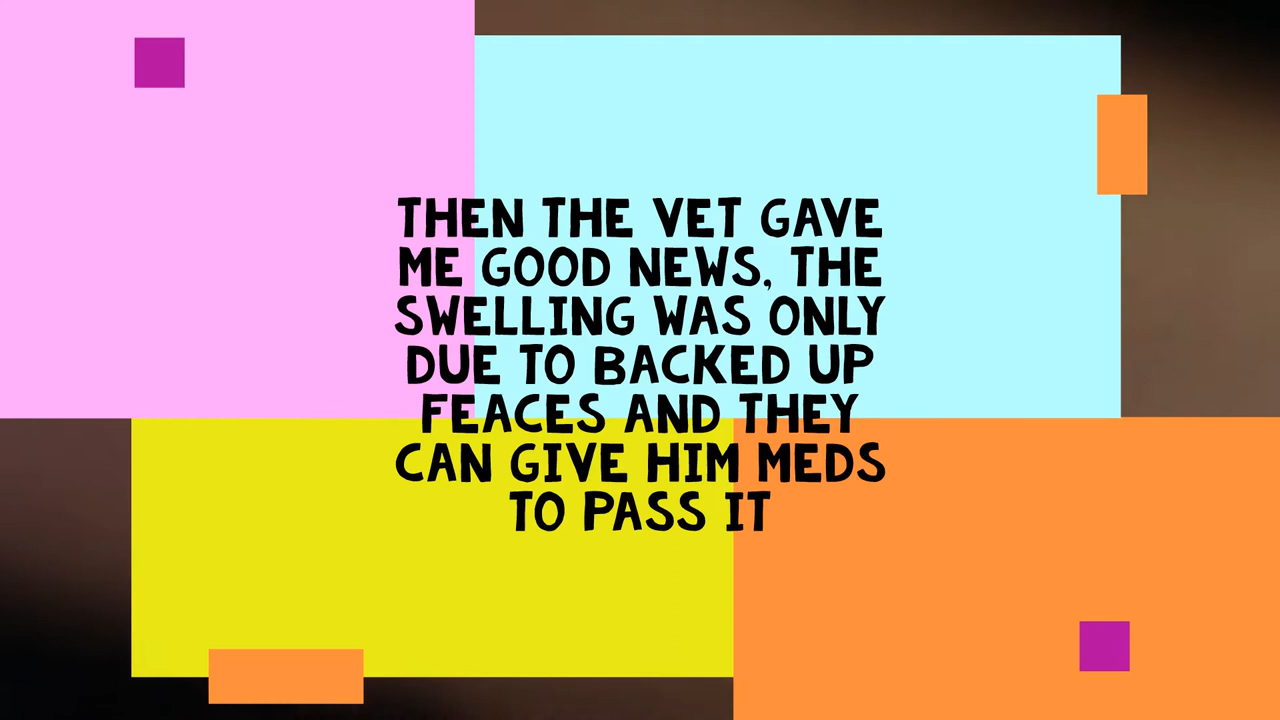 THEN THE VET GAVE
ME GOOD NEWS, THE
SWELLING WAS ONLY
DUE TO BACKED UP
FEACES AND THEY
CAN GIVE HIM MEDS
TO PASS IT